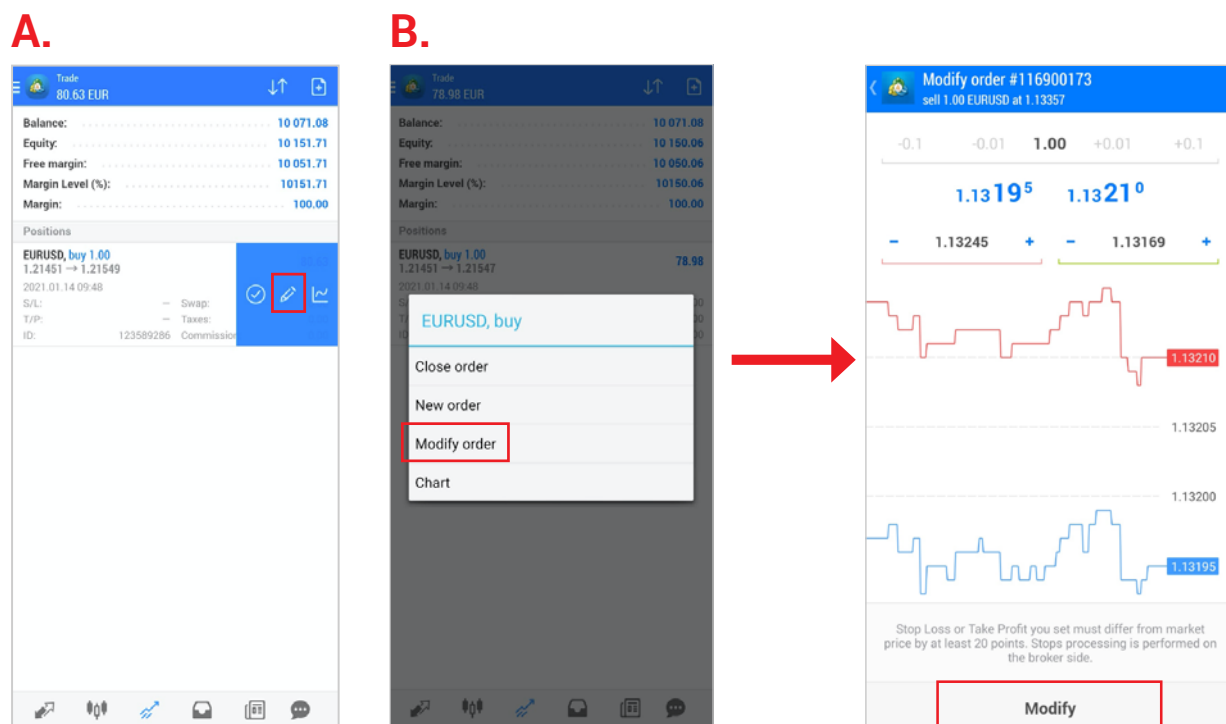 A.
Trade
80.63 EUR
Balance: 10 071.08
Equity: 10 151.71
Free margin: 10 051.71
Margin Level (%): 10151.71
Margin: 100.00
Positions
EURUSD, buy 1.00
1.21451 → 1.21549
2021.01.14 09:48
S/L: – Swap:
T/P: – Taxes:
ID: 123589286 Commission
B.
Trade
78.98 EUR
Balance: 10 071.08
Equity: 10 150.06
Free margin: 10 050.06
Margin Level (%): 10150.06
Margin: 100.00
Positions
EURUSD, buy 1.00
1.21451 → 1.21547
78.98
2021.01.14 09:48
EURUSD, buy
Close order
New order
Modify order
Chart
Modify order #116900173
sell 1.00 EURUSD at 1.13357
-0.1 -0.01 1.00 +0.01 +0.1
1.13195 1.13210
– 1.13245 + – 1.13169 +
1.13210
1.13205
1.13200
1.13195
Stop Loss or Take Profit you set must differ from market
price by at least 20 points. Stops processing is performed on
the broker side.
Modify